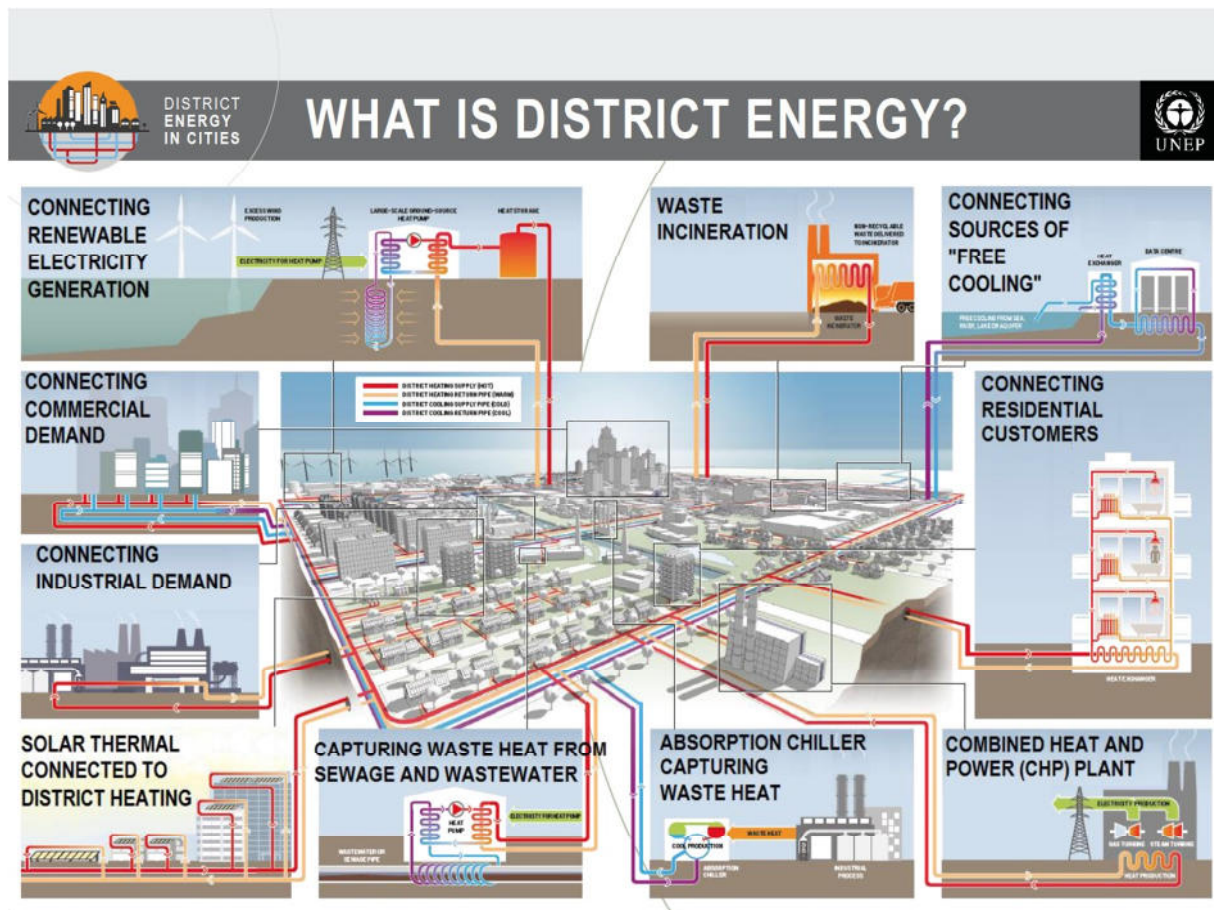 DISTRICT
ENERGY
IN CITIES
WHAT IS DISTRICT ENERGY?
UNEP
CONNECTING
RENEWABLE
ELECTRICITY
GENERATION
EXCESS WIND
PRODUCTION
ELECTRICITY FOR HEAT PUMP
LARGE-SCALE GROUND-SOURCE
HEAT PUMP
HEAT STORAGE
WASTE
INCINERATION
NON-RECYCLABLE
WASTE DELIVERED
TO INCINERATOR
WASTE
INCINERATOR
CONNECTING
SOURCES OF
"FREE
COOLING"
HEAT
EXCHANGER
DATA CENTRE
FREE COOLING FROM SEA,
RIVER, LAKE OR AQUIFER
CONNECTING
COMMERCIAL
DEMAND
DISTRICT HEATING SUPPLY (HOT)
DISTRICT HEATING RETURN PIPE (WARM)
DISTRICT COOLING SUPPLY PIPE (COLD)
DISTRICT COOLING RETURN PIPE (COOL)
CONNECTING
RESIDENTIAL
CUSTOMERS
HEAT EXCHANGER
CONNECTING
INDUSTRIAL DEMAND
SOLAR THERMAL
CONNECTED TO
DISTRICT HEATING
CAPTURING WASTE HEAT FROM
SEWAGE AND WASTEWATER
HEAT
PUMP
ELECTRICITY FOR HEAT PUMP
WASTEWATER OR
SEWAGE PIPE
ABSORPTION CHILLER
CAPTURING
WASTE HEAT
COOL PRODUCTION
WASTE HEAT
ABSORPTION
CHILLER
INDUSTRIAL
PROCESS
COMBINED HEAT AND
POWER (CHP) PLANT
ELECTRICITY PRODUCTION
GAS TURBINE
STEAM TURBINE
HEAT PRODUCTION